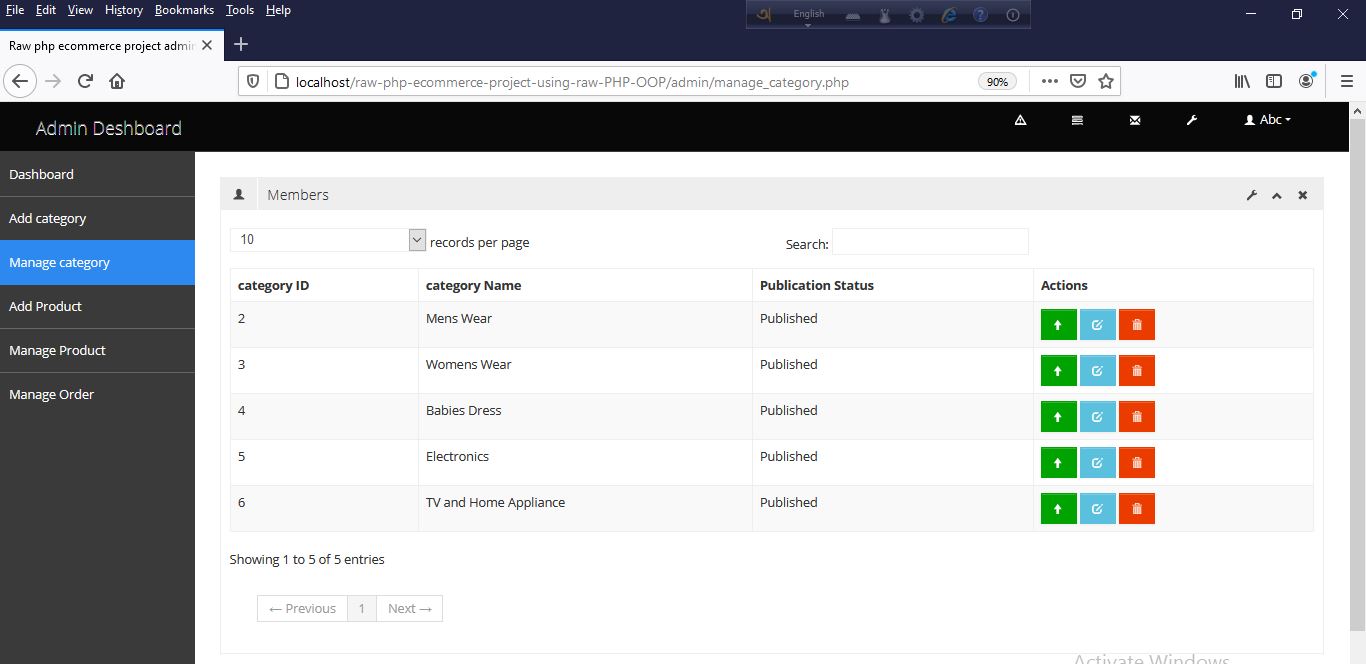 File Edit View History Bookmarks Tools Help
English
Raw php ecommerce project admin
localhost/raw-php-ecommerce-project-using-raw-PHP-OOP/admin/manage_category.php 90%
Admin Deshboard
Abc
Dashboard
Add category
Manage category
Add Product
Manage Product
Manage Order
Members
10 records per page Search:
category ID category Name Publication Status Actions
2 Mens Wear Published
3 Womens Wear Published
4 Babies Dress Published
5 Electronics Published
6 TV and Home Appliance Published
Showing 1 to 5 of 5 entries
← Previous 1 Next →
Activate Windows